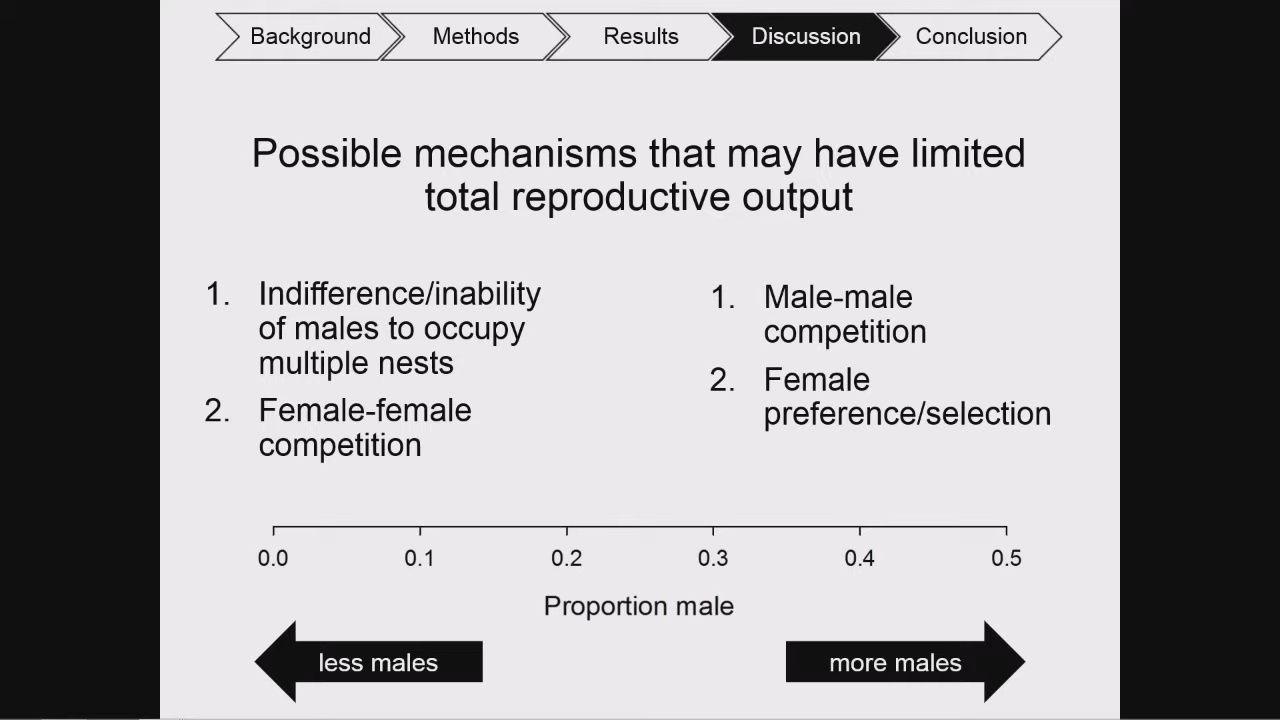 Background
Methods
Results
Discussion
Conclusion
Possible mechanisms that may have limited
total reproductive output
1. Indifference/inability
of males to occupy
multiple nests
2. Female-female
competition
1. Male-male
competition
2. Female
preference/selection
0.0
0.1
0.2
0.3
0.4
0.5
Proportion male
less males
more males